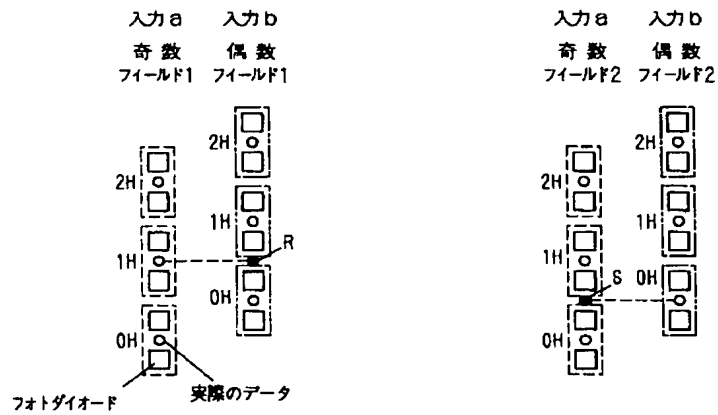 入力a 入力b
奇数 偶数
フィールド1 フィールド1
2H
2H
1H
1H
R
0H
0H
フォトダイオード
実際のデータ
入力a 入力b
奇数 偶数
フィールド2 フィールド2
2H
2H
1H
1H
S
0H
0H